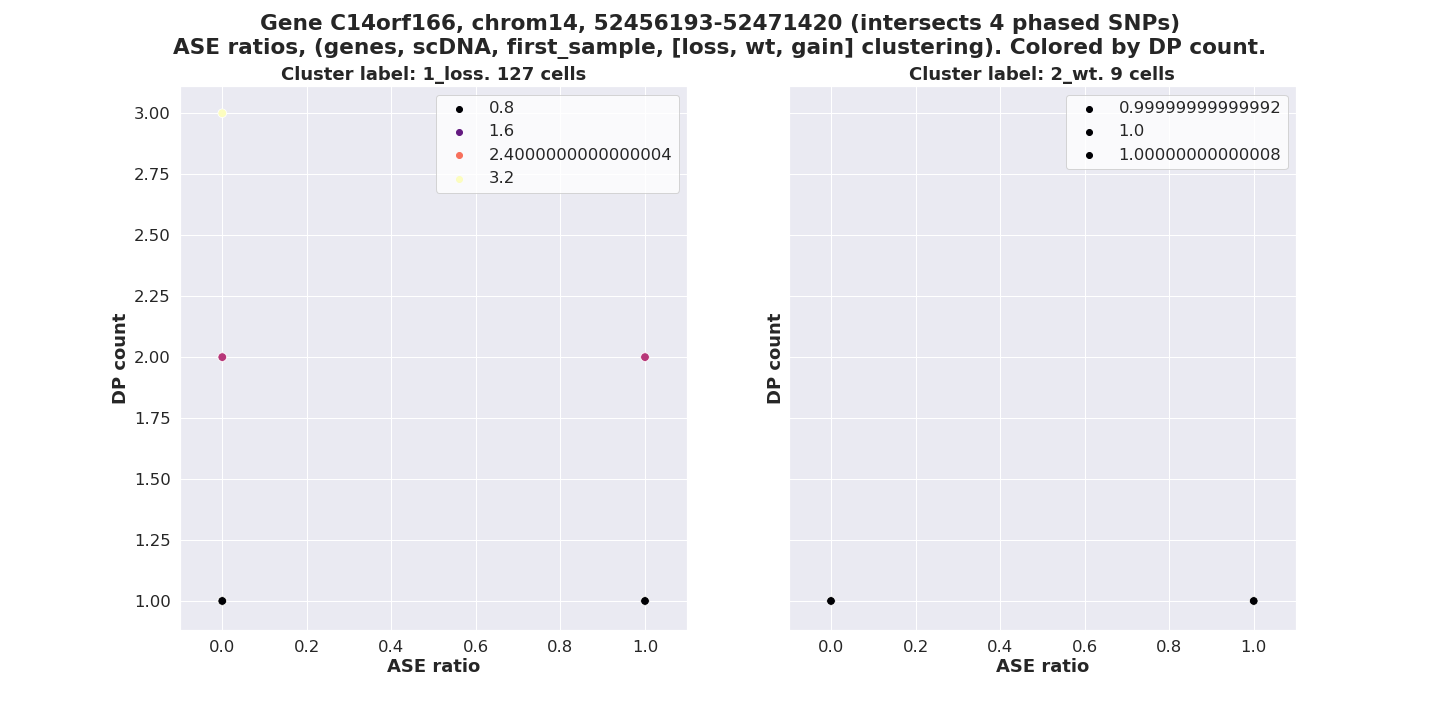 Gene C14orf166, chrom14, 52456193-52471420 (intersects 4 phased SNPs)
ASE ratios, (genes, scDNA, first_sample, [loss, wt, gain] clustering). Colored by DP count.
Cluster label: 1_loss. 127 cells
0.8
1.6
2.4000000000000004
3.2
3.00
2.75
2.50
2.25
2.00
1.75
1.50
1.25
1.00
DP count
0.0 0.2 0.4 0.6 0.8 1.0
ASE ratio
Cluster label: 2_wt. 9 cells
0.99999999999992
1.0
1.00000000000008
DP count
0.0 0.2 0.4 0.6 0.8 1.0
ASE ratio